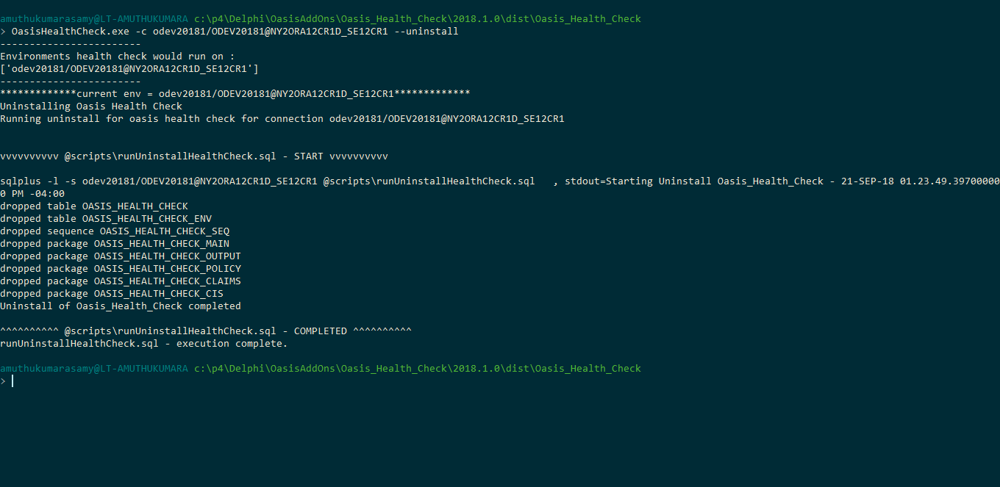 amuthukumarasamy@LT-AMUTHUKUMARA c:\p4\Delphi\OasisAddOns\Oasis_Health_Check\2018.1.0\dist\Oasis_Health_Check
> OasisHealthCheck.exe -c odev20181/ODEV20181@NY2ORA12CR1D_SE12CR1 --uninstall
------------------------
Environments health check would run on :
['odev20181/ODEV20181@NY2ORA12CR1D_SE12CR1']
------------------------
*************current env = odev20181/ODEV20181@NY2ORA12CR1D_SE12CR1*************
Uninstalling Oasis Health Check
Running uninstall for oasis health check for connection odev20181/ODEV20181@NY2ORA12CR1D_SE12CR1
vvvvvvvvvv @scripts\runUninstallHealthCheck.sql - START vvvvvvvvvv
sqlplus -l -s odev20181/ODEV20181@NY2ORA12CR1D_SE12CR1 @scripts\runUninstallHealthCheck.sql   , stdout=Starting Uninstall Oasis_Health_Check - 21-SEP-18 01.23.49.39700000
0 PM -04:00
dropped table OASIS_HEALTH_CHECK
dropped table OASIS_HEALTH_CHECK_ENV
dropped sequence OASIS_HEALTH_CHECK_SEQ
dropped package OASIS_HEALTH_CHECK_MAIN
dropped package OASIS_HEALTH_CHECK_OUTPUT
dropped package OASIS_HEALTH_CHECK_POLICY
dropped package OASIS_HEALTH_CHECK_CLAIMS
dropped package OASIS_HEALTH_CHECK_CIS
Uninstall of Oasis_Health_Check completed
^^^^^^^^^^ @scripts\runUninstallHealthCheck.sql - COMPLETED ^^^^^^^^^^
runUninstallHealthCheck.sql - execution complete.
amuthukumarasamy@LT-AMUTHUKUMARA c:\p4\Delphi\OasisAddOns\Oasis_Health_Check\2018.1.0\dist\Oasis_Health_Check
>